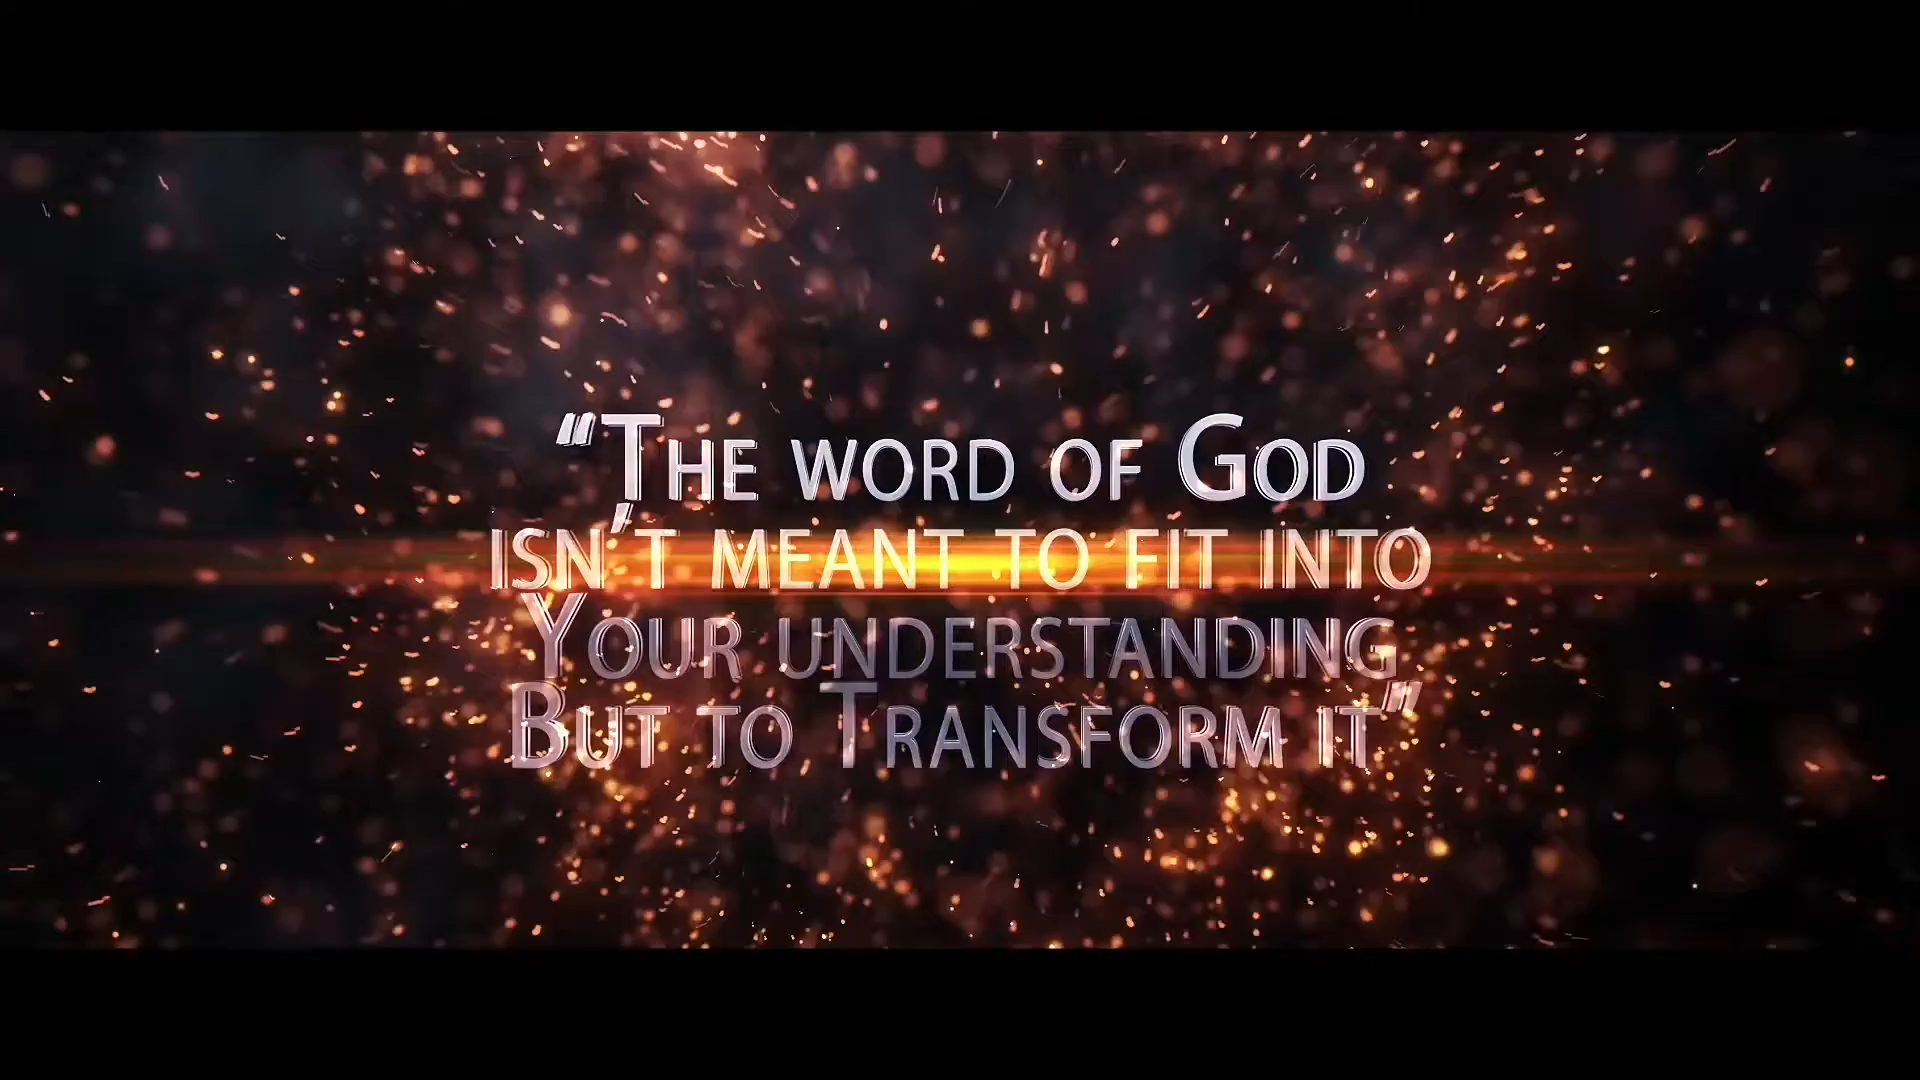 “The word of God
isn’t meant to fit into
Your understanding
But to Transform it”